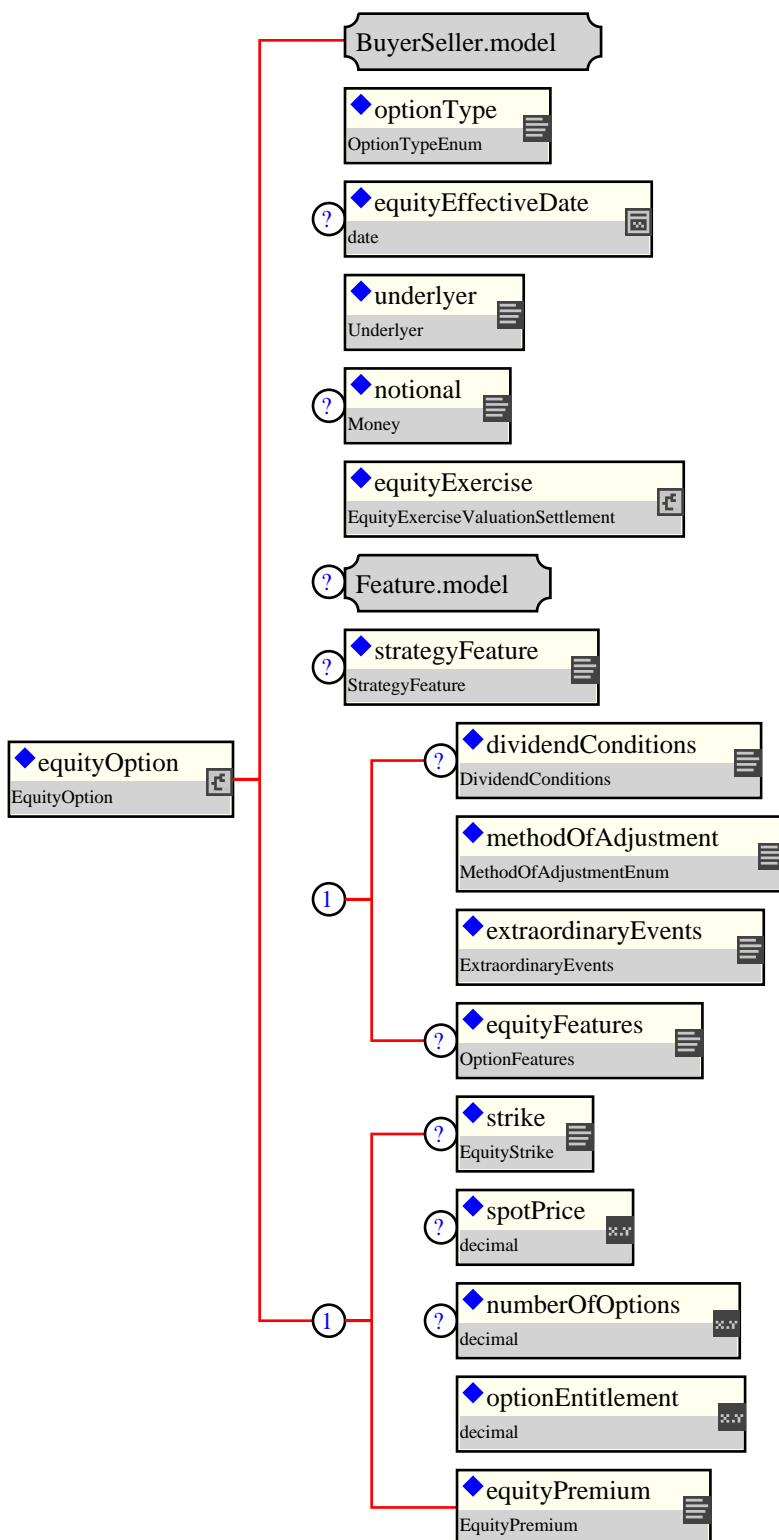 BuyerSeller.model
optionType
OptionTypeEnum
?
equityEffectiveDate
date
underlyer
Underlyer
?
notional
Money
equityExercise
EquityExerciseValuationSettlement
?
Feature.model
?
strategyFeature
StrategyFeature
equityOption
EquityOption
1
?
dividendConditions
DividendConditions
methodOfAdjustment
MethodOfAdjustmentEnum
extraordinaryEvents
ExtraordinaryEvents
?
equityFeatures
OptionFeatures
1
?
strike
EquityStrike
?
spotPrice
decimal
x.Y
?
numberOfOptions
decimal
x.Y
optionEntitlement
decimal
x.Y
equityPremium
EquityPremium